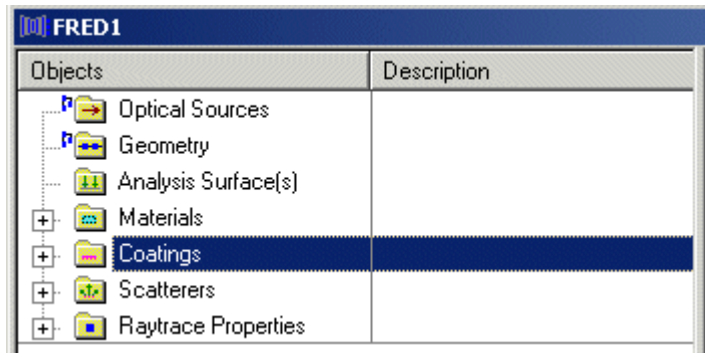 FRED1
Objects Description
Optical Sources
Geometry
Analysis Surface(s)
Materials
Coatings
Scatterers
Raytrace Properties